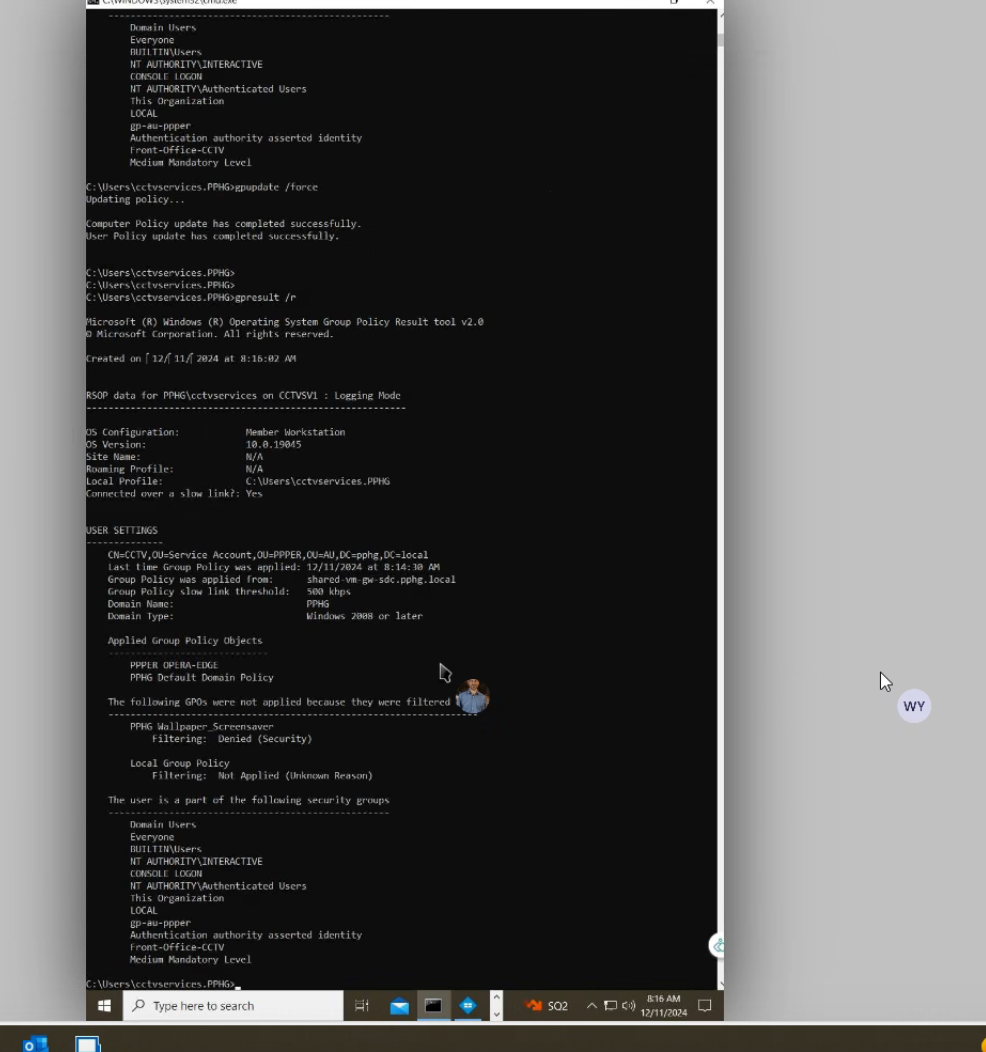 C:\WINDOWS\system32\cmd.exe
Domain Users
Everyone
BUILTIN\Users
NT AUTHORITY\INTERACTIVE
CONSOLE LOGON
NT AUTHORITY\Authenticated Users
This Organization
LOCAL
gp-au-ppper
Authentication authority asserted identity
Front-Office-CCTV
Medium Mandatory Level
C:\Users\cctvservices.PPHG>gpupdate /force
Updating policy...
Computer Policy update has completed successfully.
User Policy update has completed successfully.
C:\Users\cctvservices.PPHG>
C:\Users\cctvservices.PPHG>
C:\Users\cctvservices.PPHG>gpresult /r
Microsoft (R) Windows (R) Operating System Group Policy Result tool v2.0
© Microsoft Corporation. All rights reserved.
Created on 12/ 11/ 2024 at 8:16:02 AM
RSOP data for PPHG\cctvservices on CCTVSV1 : Logging Mode
OS Configuration: Member Workstation
OS Version: 10.0.19045
Site Name: N/A
Roaming Profile: N/A
Local Profile: C:\Users\cctvservices.PPHG
Connected over a slow link?: Yes
USER SETTINGS
CN=CCTV,OU=Service Account,OU=PPPER,OU=AU,DC=pphg,DC=local
Last time Group Policy was applied: 12/11/2024 at 8:14:30 AM
Group Policy was applied from: shared-vm-gw-sdc.pphg.local
Group Policy slow link threshold: 500 kbps
Domain Name: PPHG
Domain Type: Windows 2008 or later
Applied Group Policy Objects
PPPER OPERA-EDGE
PPHG Default Domain Policy
The following GPOs were not applied because they were filtered
PPHG Wallpaper_Screensaver
Filtering: Denied (Security)
Local Group Policy
Filtering: Not Applied (Unknown Reason)
The user is a part of the following security groups
Domain Users
Everyone
BUILTIN\Users
NT AUTHORITY\INTERACTIVE
CONSOLE LOGON
NT AUTHORITY\Authenticated Users
This Organization
LOCAL
gp-au-ppper
Authentication authority asserted identity
Front-Office-CCTV
Medium Mandatory Level
C:\Users\cctvservices.PPHG>
WY
Type here to search
SO2
8:16 AM
12/11/2024